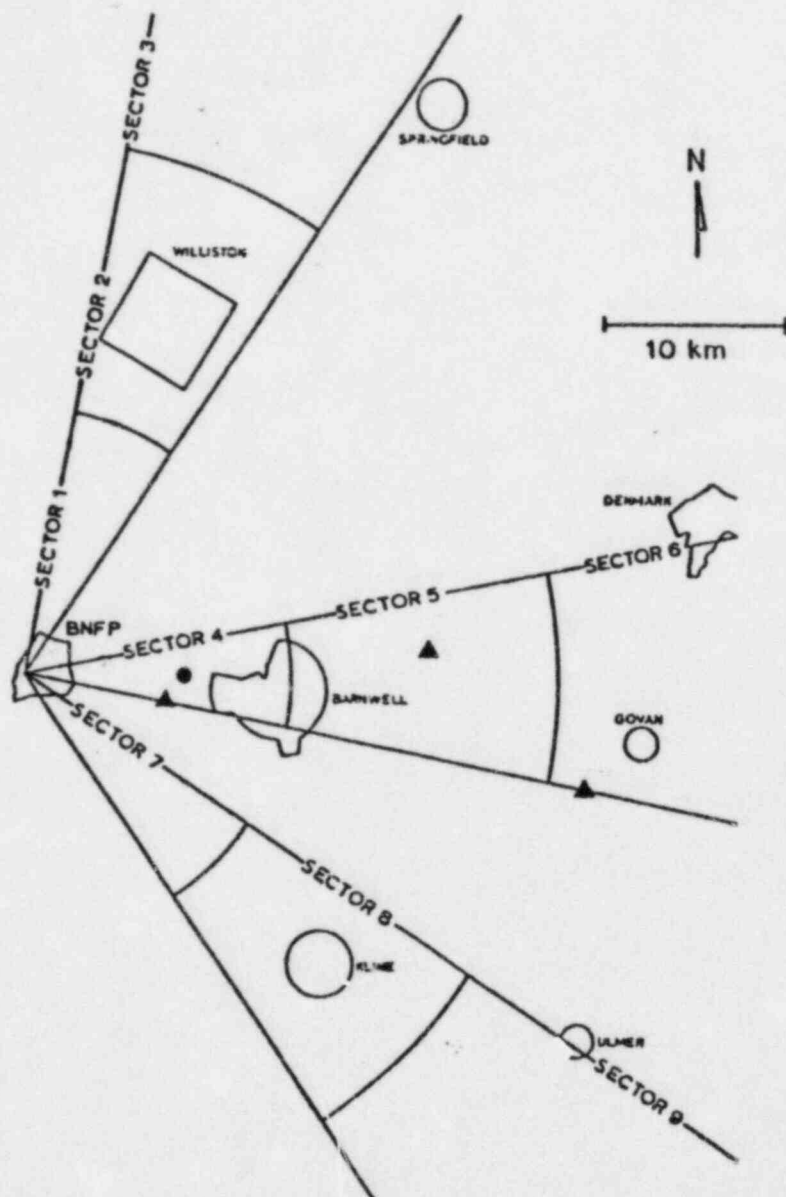 SECTOR 3
SPRINGFIELD
N
WILLISTON
SECTOR 2
10 km
SECTOR 1
DENMARK
SECTOR 6
SECTOR 5
BNFP
SECTOR 4
BARNWELL
GOVAN
SECTOR 7
SECTOR 8
KLINE
ULMER
SECTOR 9